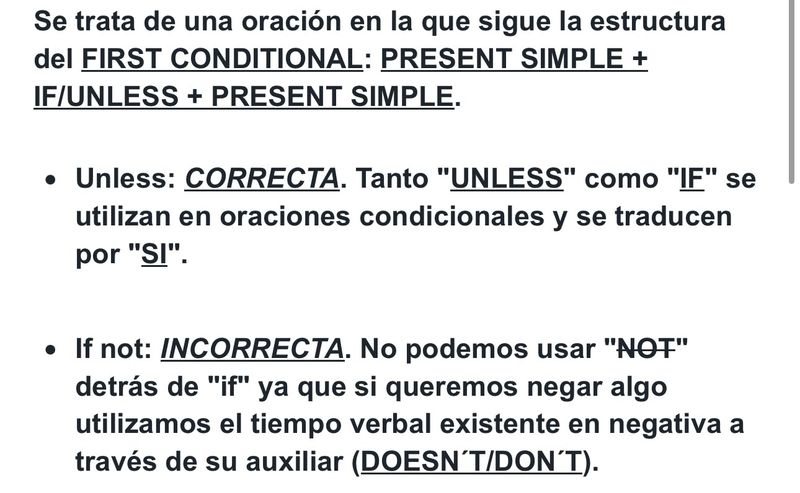 Se trata de una oración en la que sigue la estructura
del FIRST CONDITIONAL: PRESENT SIMPLE +
IF/UNLESS + PRESENT SIMPLE.
• Unless: CORRECTA. Tanto "UNLESS" como "IF" se
utilizan en oraciones condicionales y se traducen
por "SI".
• If not: INCORRECTA. No podemos usar "NOT"
detrás de "if" ya que si queremos negar algo
utilizamos el tiempo verbal existente en negativa a
través de su auxiliar (DOESN´T/DON´T).